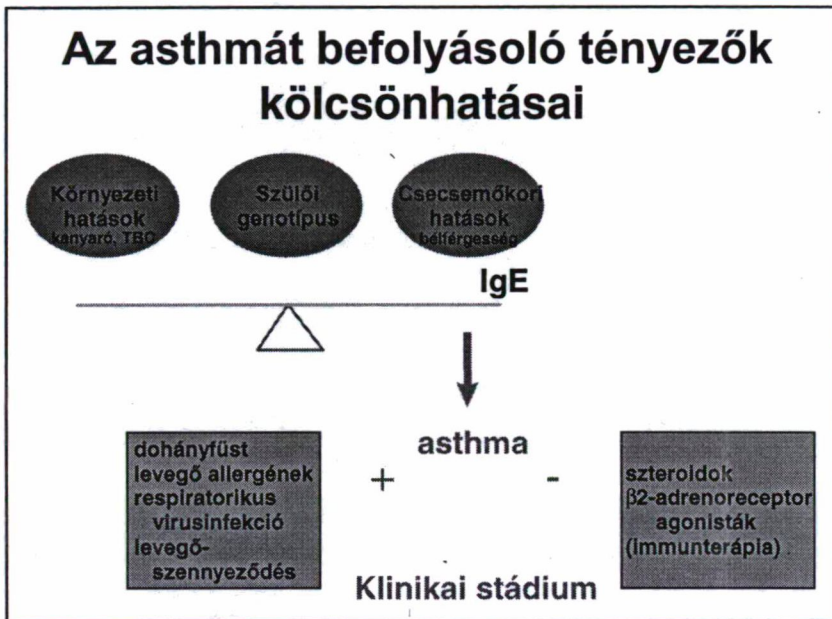 Az asthmát befolyásoló tényezők
kölcsönhatásai
Környezeti
hatások
kanyaró, TBC
Szülői
genotípus
Csecsemőkori
hatások
bélférgesség
IgE
asthma
+
-
dohányfüst
levegő allergének
respiratorikus
virusinfekció
levegő-
szennyeződés
szteroidok
β2-adrenoreceptor
agonisták
(immunterápia)
Klinikai stádium